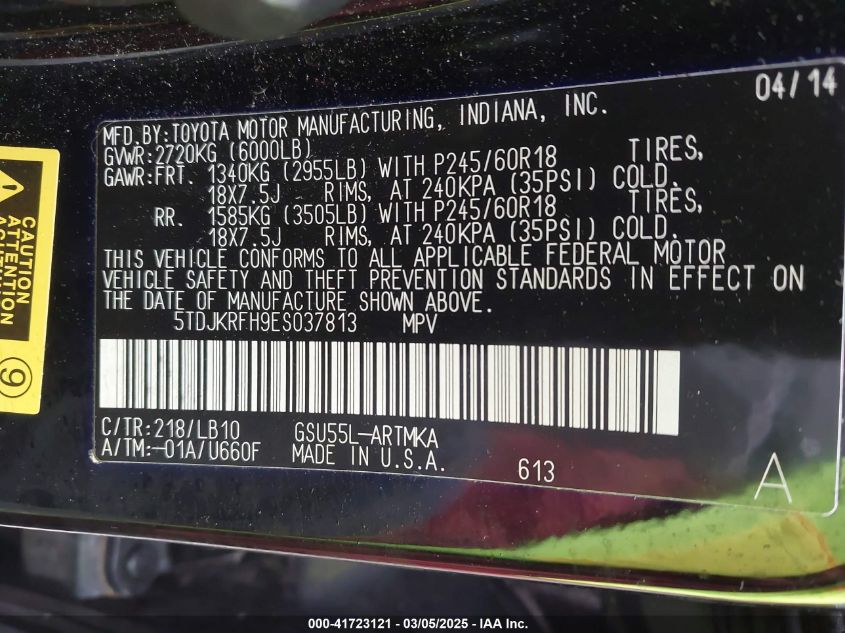 04/14
MFD. BY: TOYOTA MOTOR MANUFACTURING, INDIANA, INC.
GVWR: 2720KG (6000LB)
GAWR: FRT. 1340KG (2955LB) WITH P245/60R18 TIRES,
18X7.5J RIMS, AT 240KPA (35PSI) COLD.
RR. 1585KG (3505LB) WITH P245/60R18 TIRES,
18X7.5J RIMS, AT 240KPA (35PSI) COLD.
THIS VEHICLE CONFORMS TO ALL APPLICABLE FEDERAL MOTOR
VEHICLE SAFETY AND THEFT PREVENTION STANDARDS IN EFFECT ON
THE DATE OF MANUFACTURE SHOWN ABOVE.
5TDJKRFH9ES037813 MPV
C/TR: 218/LB10 GSU55L-ARTMKA
A/TM: -01A/U660F MADE IN U.S.A.
613
A
CAUTION
ATTENTION
9
000-41723121 - 03/05/2025 - IAA Inc.